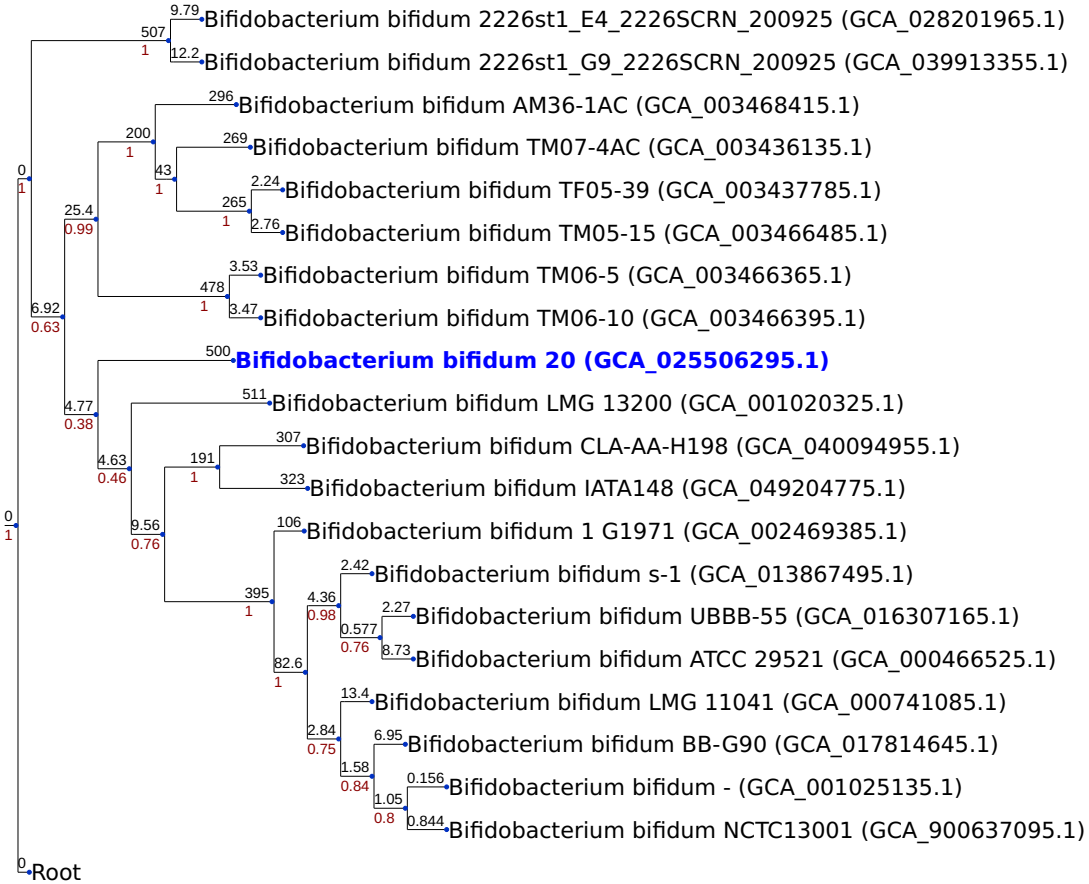 9.79
Bifidobacterium bifidum 2226st1_E4_2226SCRN_200925 (GCA_028201965.1)
507
1
12.2
Bifidobacterium bifidum 2226st1_G9_2226SCRN_200925 (GCA_039913355.1)
296
Bifidobacterium bifidum AM36-1AC (GCA_003468415.1)
200
1
269
Bifidobacterium bifidum TM07-4AC (GCA_003436135.1)
43
1
0
1
2.24
Bifidobacterium bifidum TF05-39 (GCA_003437785.1)
265
1
25.4
0.99
2.76
Bifidobacterium bifidum TM05-15 (GCA_003466485.1)
3.53
Bifidobacterium bifidum TM06-5 (GCA_003466365.1)
478
1
3.47
Bifidobacterium bifidum TM06-10 (GCA_003466395.1)
6.92
0.63
500
Bifidobacterium bifidum 20 (GCA_025506295.1)
511
Bifidobacterium bifidum LMG 13200 (GCA_001020325.1)
4.77
0.38
307
Bifidobacterium bifidum CLA-AA-H198 (GCA_040094955.1)
4.63
0.46
191
1
323
Bifidobacterium bifidum IATA148 (GCA_049204775.1)
0
1
9.56
0.76
106
Bifidobacterium bifidum 1 G1971 (GCA_002469385.1)
2.42
Bifidobacterium bifidum s-1 (GCA_013867495.1)
395
1
4.36
0.98
2.27
Bifidobacterium bifidum UBBB-55 (GCA_016307165.1)
0.577
0.76
8.73
Bifidobacterium bifidum ATCC 29521 (GCA_000466525.1)
82.6
1
13.4
Bifidobacterium bifidum LMG 11041 (GCA_000741085.1)
2.84
0.75
6.95
Bifidobacterium bifidum BB-G90 (GCA_017814645.1)
1.58
0.84
0.156
Bifidobacterium bifidum - (GCA_001025135.1)
1.05
0.8
0.844
Bifidobacterium bifidum NCTC13001 (GCA_900637095.1)
0
Root